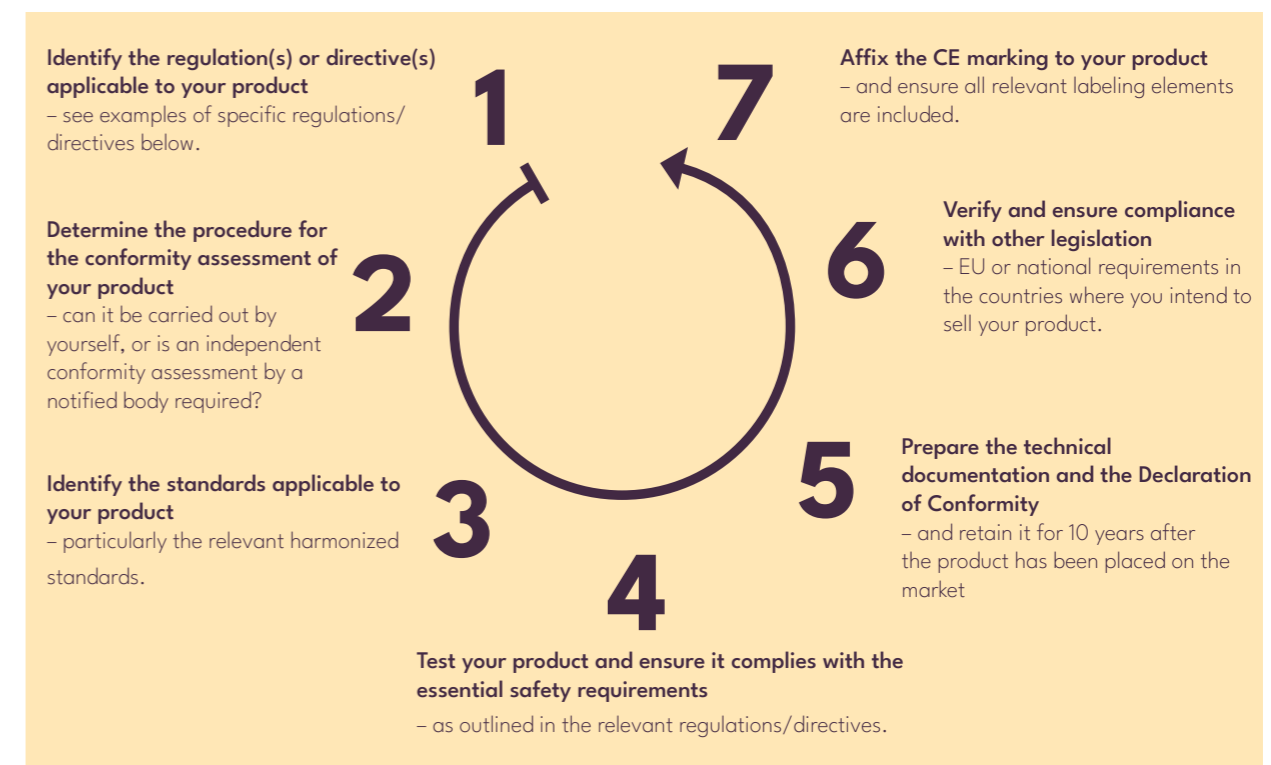 1
Identify the regulation(s) or directive(s)
applicable to your product
– see examples of specific regulations/
directives below.
2
Determine the procedure for
the conformity assessment of
your product
– can it be carried out by
yourself, or is an independent
conformity assessment by a
notified body required?
3
Identify the standards applicable to
your product
– particularly the relevant harmonized
standards.
4
Test your product and ensure it complies with the
essential safety requirements
– as outlined in the relevant regulations/directives.
5
Prepare the technical
documentation and the Declaration
of Conformity
– and retain it for 10 years after
the product has been placed on the
market
6
Verify and ensure compliance
with other legislation
– EU or national requirements in
the countries where you intend to
sell your product.
7
Affix the CE marking to your product
– and ensure all relevant labeling elements
are included.